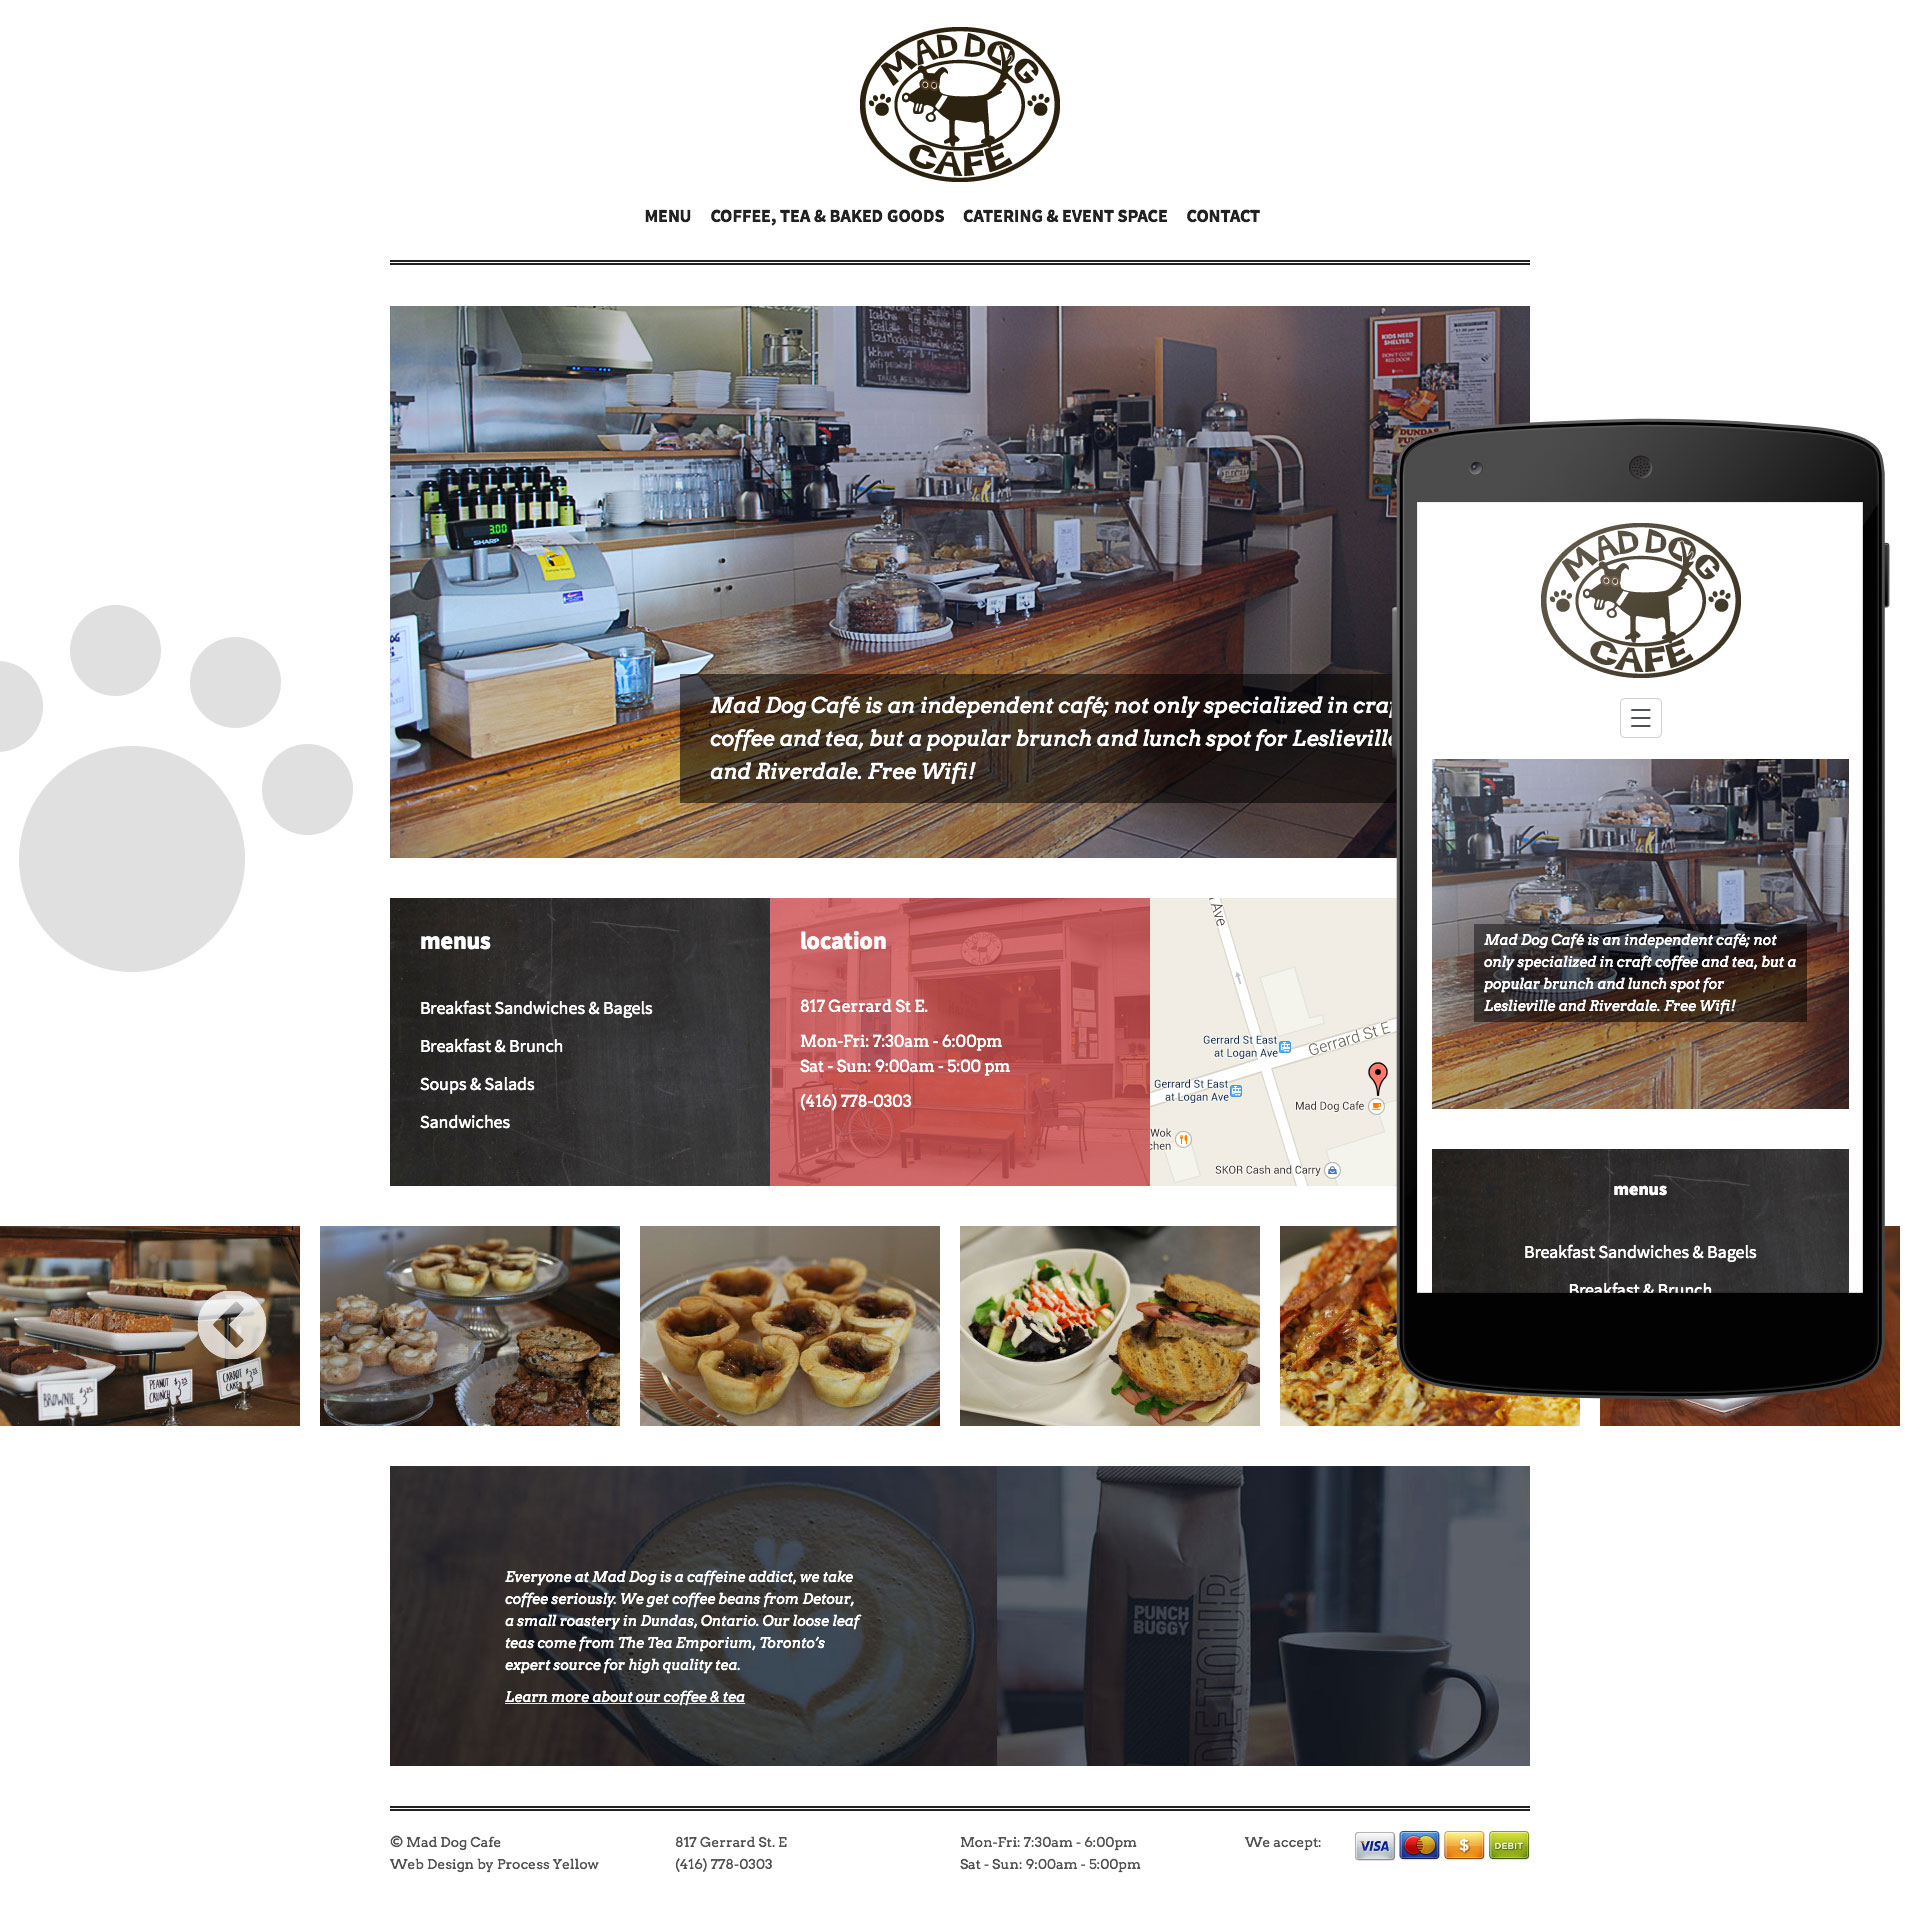 MAD DOG
CAFE
MENU COFFEE, TEA & BAKED GOODS CATERING & EVENT SPACE CONTACT
KIDS NEED
SHELTER.
DON'T CLOSE
RED DOOR
3.00
SHARP
Mad Dog Café is an independent café; not only specialized in
coffee and tea, but a popular brunch and lunch spot for
and Riverdale. Free Wifi!
menus
Breakfast Sandwiches & Bagels
Breakfast & Brunch
Soups & Salads
Sandwiches
location
817 Gerrard St E.
Mon-Fri: 7:30am - 6:00pm
Sat - Sun: 9:00am - 5:00 pm
(416) 778-0303
Ave
Gerrard St East
at Logan Ave
Gerrard St E
Gerrard St East
at Logan Ave
Mad Dog Cafe
Wok
SKOR Cash and Carry
MAD DOG
CAFE
Mad Dog Café is an independent café; not
only specialized in craft coffee and tea, but a
popular brunch and lunch spot for
Leslieville and Riverdale. Free Wifi!
menus
Breakfast Sandwiches & Bagels
Breakfast & Brunch
BROWNIE
PEANUT
CRUNCH
CARROT
CAKE
Everyone at Mad Dog is a caffeine addict, we take
coffee seriously. We get coffee beans from Detour,
a small roastery in Dundas, Ontario. Our loose leaf
teas come from The Tea Emporium, Toronto's
expert source for high quality tea.
Learn more about our coffee & tea
PUNCH
BUGGY
DETOUR
© Mad Dog Cafe
Web Design by Process Yellow
817 Gerrard St. E
(416) 778-0303
Mon-Fri: 7:30am - 6:00pm
Sat - Sun: 9:00am - 5:00pm
We accept:
VISA
$
DEBIT